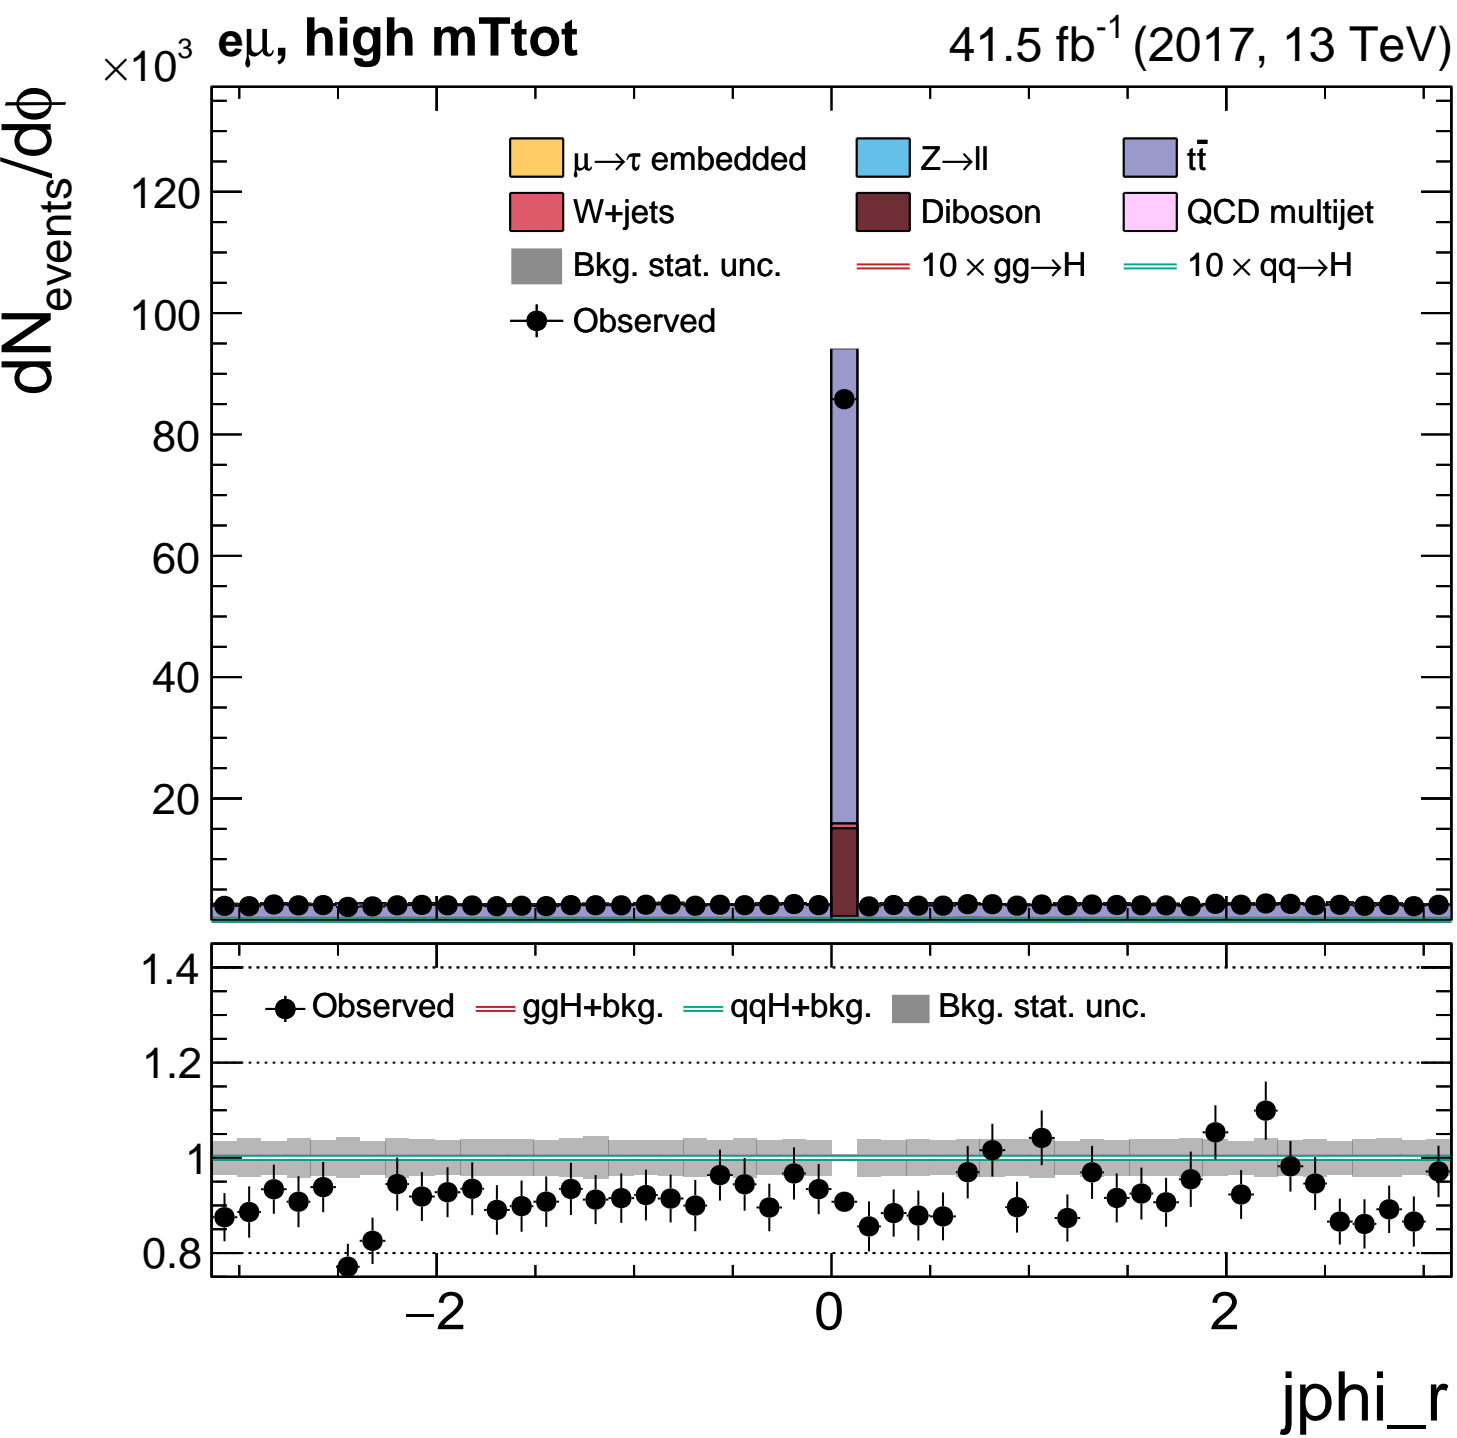 eμ, high mTtot 41.5 fb⁻¹ (2017, 13 TeV)
×10³
dN_events/dϕ
μ→τ embedded Z→ll tt̄
W+jets Diboson QCD multijet
Bkg. stat. unc. 10 × gg→H 10 × qq→H
Observed
120
100
80
60
40
20
1.4
Observed ggH+bkg. qqH+bkg. Bkg. stat. unc.
1.2
1
0.8
−2 0 2
jphi_r